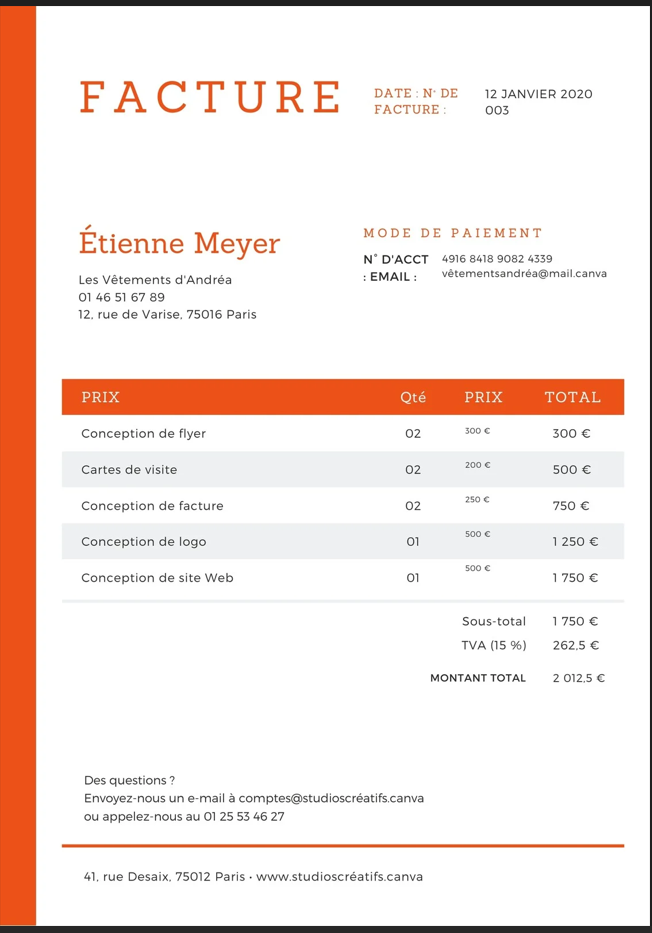 FACTURE
DATE : N° DE
FACTURE :
12 JANVIER 2020
003
Étienne Meyer
Les Vêtements d'Andréa
01 46 51 67 89
12, rue de Varise, 75016 Paris
MODE DE PAIEMENT
N° D'ACCT
: EMAIL :
4916 8418 9082 4339
vêtementsandréa@mail.canva
PRIX Qté PRIX TOTAL
Conception de flyer 02 300 € 300 €
Cartes de visite 02 200 € 500 €
Conception de facture 02 250 € 750 €
Conception de logo 01 500 € 1 250 €
Conception de site Web 01 500 € 1 750 €
Sous-total 1 750 €
TVA (15 %) 262,5 €
MONTANT TOTAL 2 012,5 €
Des questions ?
Envoyez-nous un e-mail à comptes@studioscréatifs.canva
ou appelez-nous au 01 25 53 46 27
41, rue Desaix, 75012 Paris • www.studioscréatifs.canva